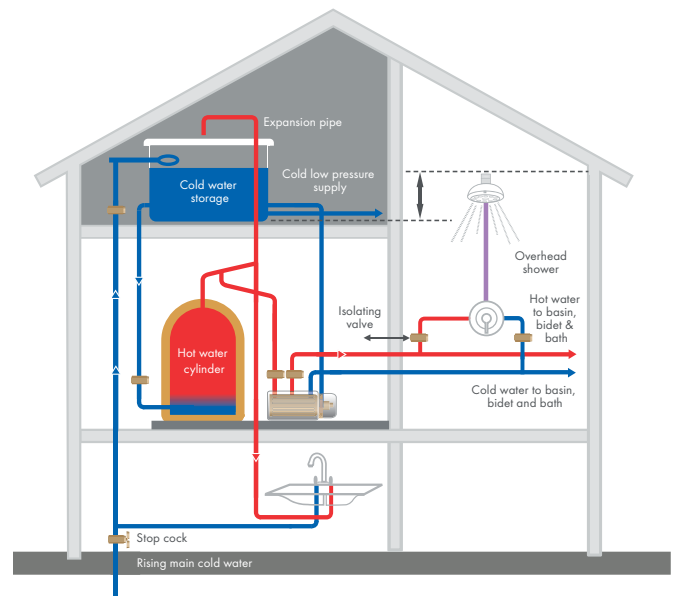 Expansion pipe
Cold low pressure
supply
Cold water
storage
Overhead
shower
Hot water
to basin,
bidet &
bath
Isolating
valve
Hot water
cylinder
Cold water to basin,
bidet and bath
Stop cock
Rising main cold water